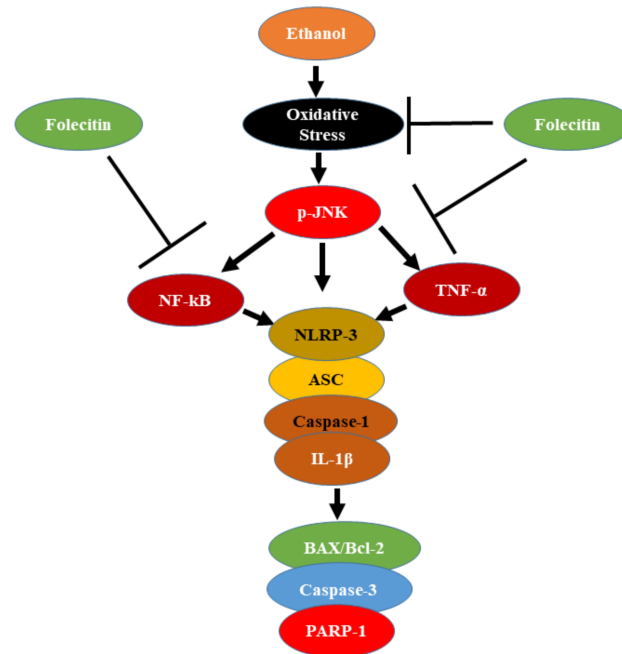 Ethanol
Folecitin
Oxidative
Stress
Folecitin
p-JNK
NF-kB
TNF-α
NLRP-3
ASC
Caspase-1
IL-1β
BAX/Bcl-2
Caspase-3
PARP-1